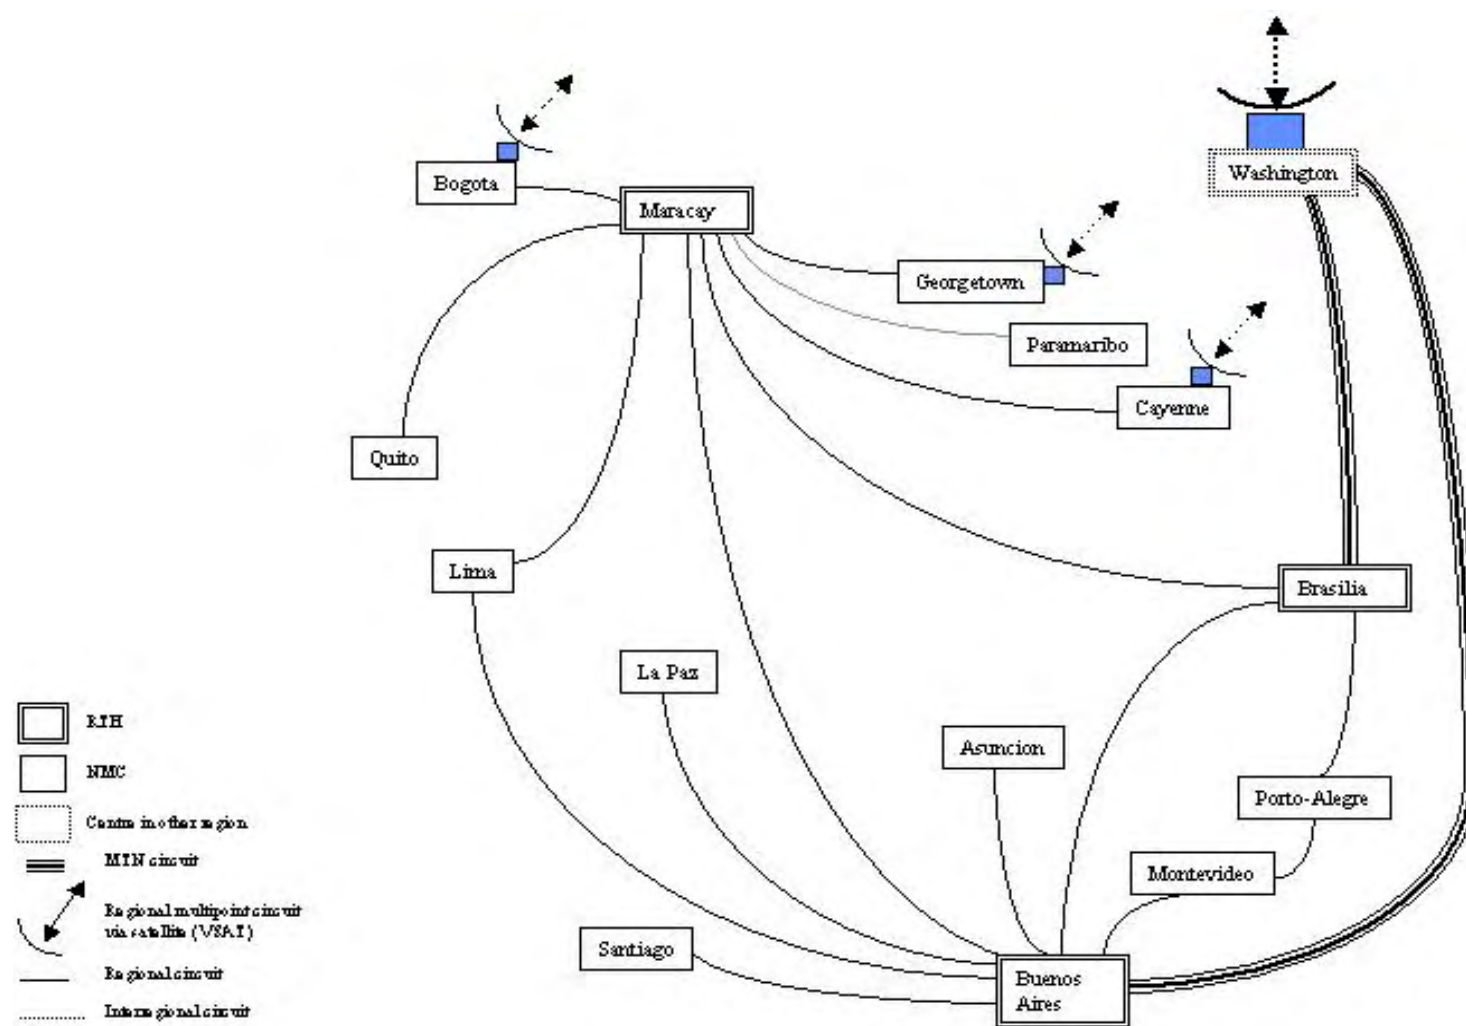 Washington
Bogota
Maracay
Georgetown
Paramaribo
Cayenne
Quito
Lima
Brasilia
La Paz
Asuncion
Porto-Alegre
Montevideo
Santiago
Buenos
Aires
RTH
NMC
Centre in other region
MTN circuit
Regional multipoint circuit
via satellite (VSAT)
Regional circuit
Interregional circuit